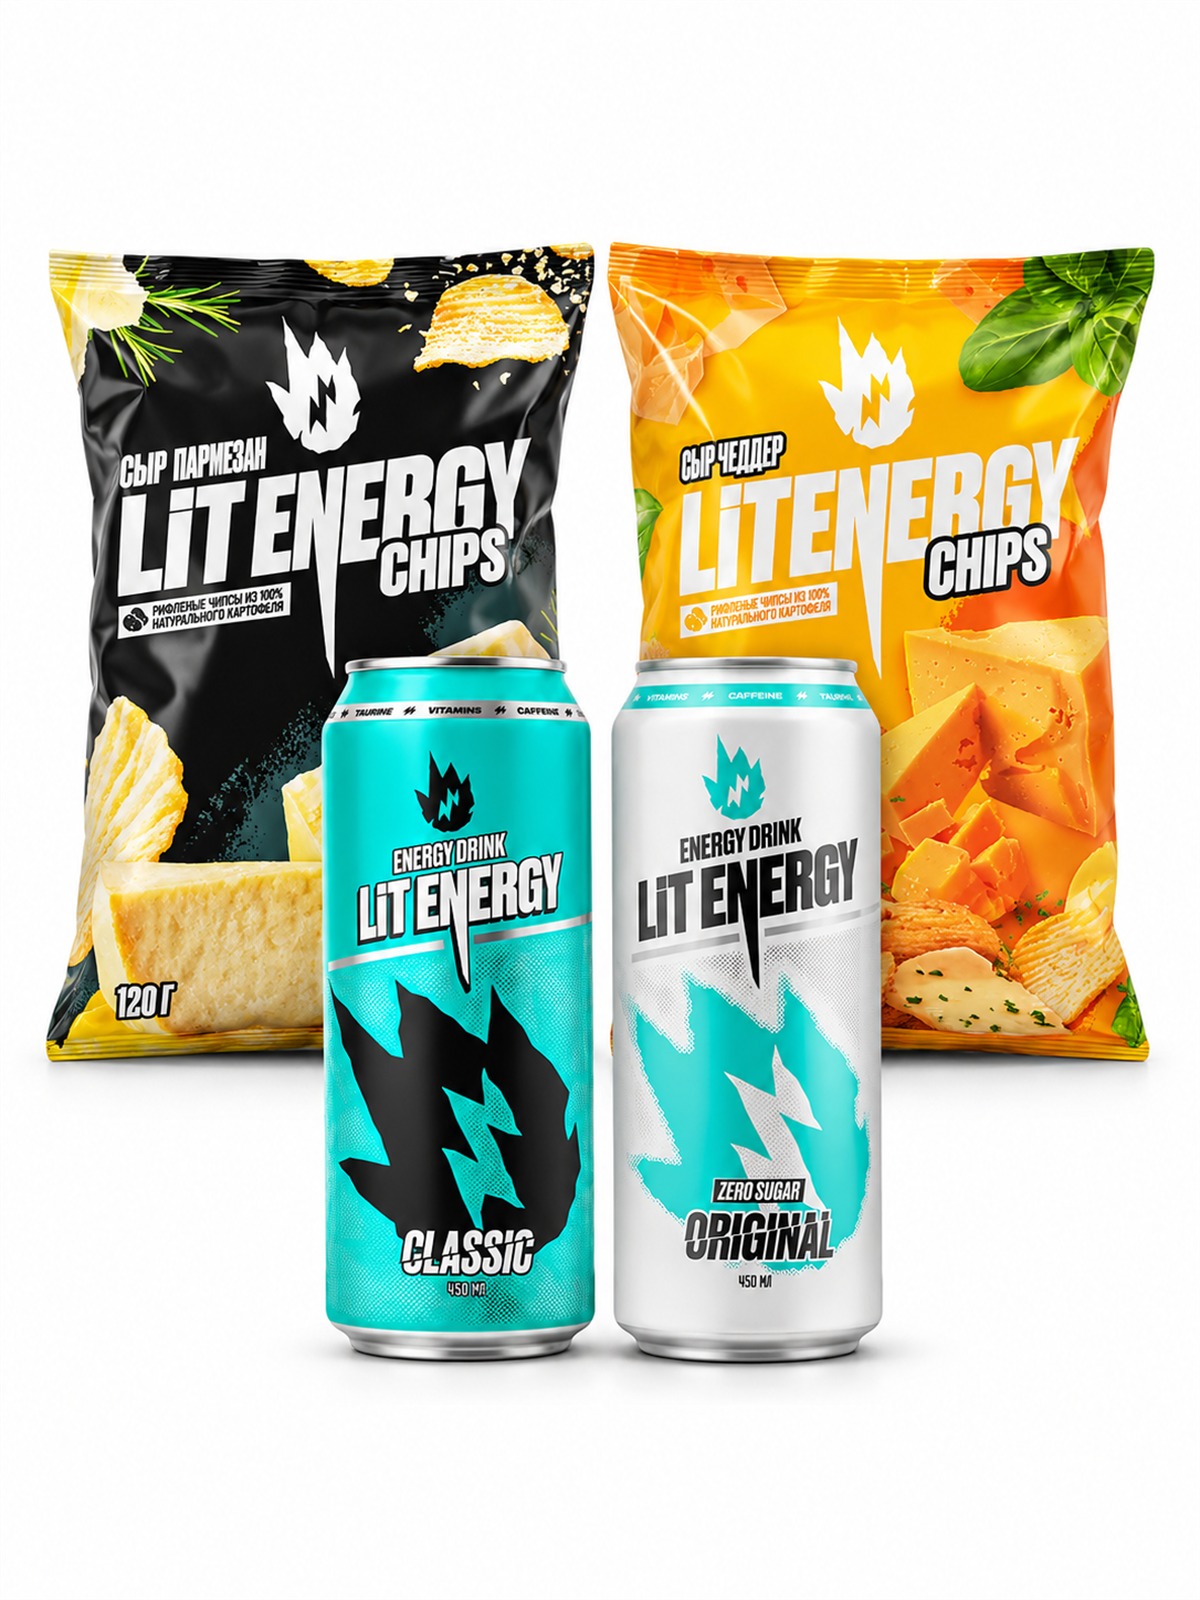 СЫР ПАРМЕЗАН
LiT ENERGY
CHIPS
РИФЛЕНЫЕ ЧИПСЫ ИЗ 100%
НАТУРАЛЬНОГО КАРТОФЕЛЯ
120 Г
СЫР ЧЕДДЕР
LiT ENERGY
CHIPS
РИФЛЕНЫЕ ЧИПСЫ ИЗ 100%
НАТУРАЛЬНОГО КАРТОФЕЛЯ
TAURINE VITAMINS CAFFEINE
ENERGY DRINK
LiT ENERGY
CLASSIC
450 МЛ
VITAMINS CAFFEINE TAURINE
ENERGY DRINK
LiT ENERGY
ZERO SUGAR
ORIGINAL
450 МЛ